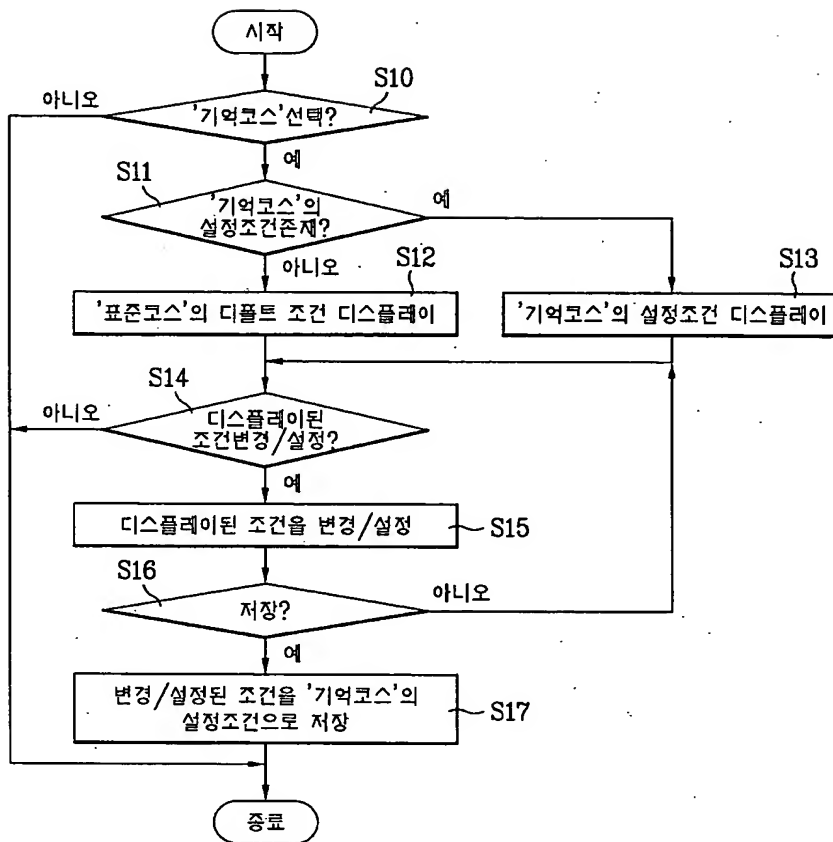 시작
S10
아니오
'기억코스'선택?
예
S11
'기억코스'의
설정조건존재?
예
아니오
S12
S13
'표준코스'의 디폴트 조건 디스플레이
'기억코스'의 설정조건 디스플레이
S14
아니오
디스플레이된
조건변경/설정?
예
디스플레이된 조건을 변경/설정
S15
S16
저장?
아니오
예
변경/설정된 조건을 '기억코스'의
설정조건으로 저장
S17
종료